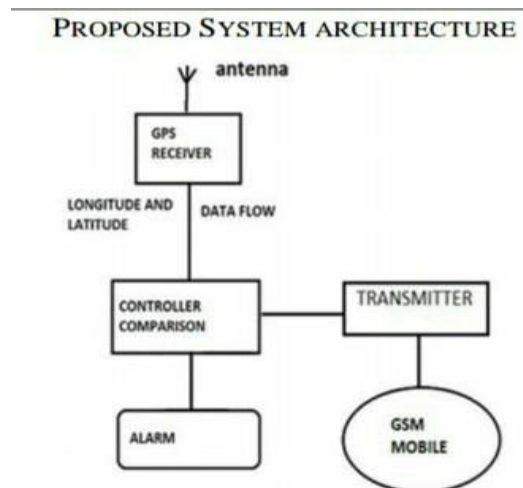 PROPOSED SYSTEM ARCHITECTURE
antenna
GPS
RECEIVER
LONGITUDE AND
LATITUDE
DATA FLOW
CONTROLLER
COMPARISON
TRANSMITTER
ALARM
GSM
MOBILE